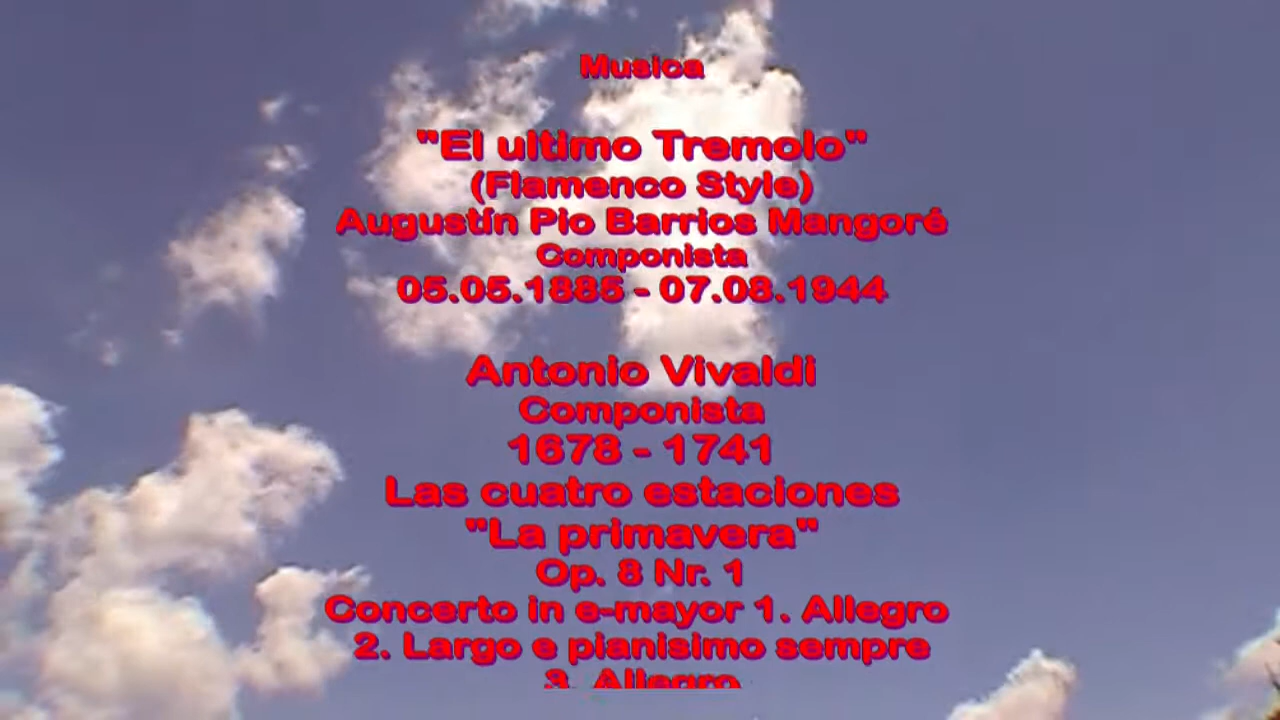 Musica
"El ultimo Tremolo"
(Flamenco Style)
Augustín Pio Barrios Mangoré
Componista
05.05.1885 - 07.08.1944
Antonio Vivaldi
Componista
1678 - 1741
Las cuatro estaciones
"La primavera"
Op. 8 Nr. 1
Concerto in e-mayor 1. Allegro
2. Largo e pianisimo sempre
3. Allegro